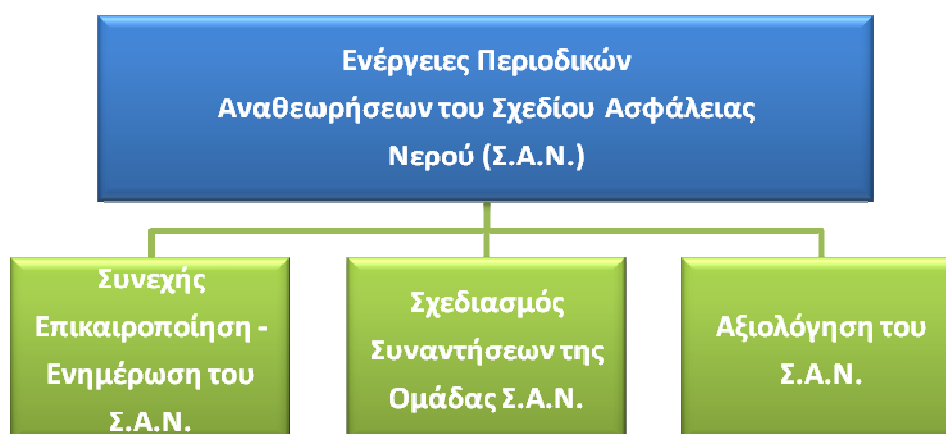 Ενέργειες Περιοδικών
Αναθεωρήσεων του Σχεδίου Ασφάλειας
Νερού (Σ.Α.Ν.)
Συνεχής
Επικαιροποίηση -
Ενημέρωση του
Σ.Α.Ν.
Σχεδιασμός
Συναντήσεων της
Ομάδας Σ.Α.Ν.
Αξιολόγηση του
Σ.Α.Ν.